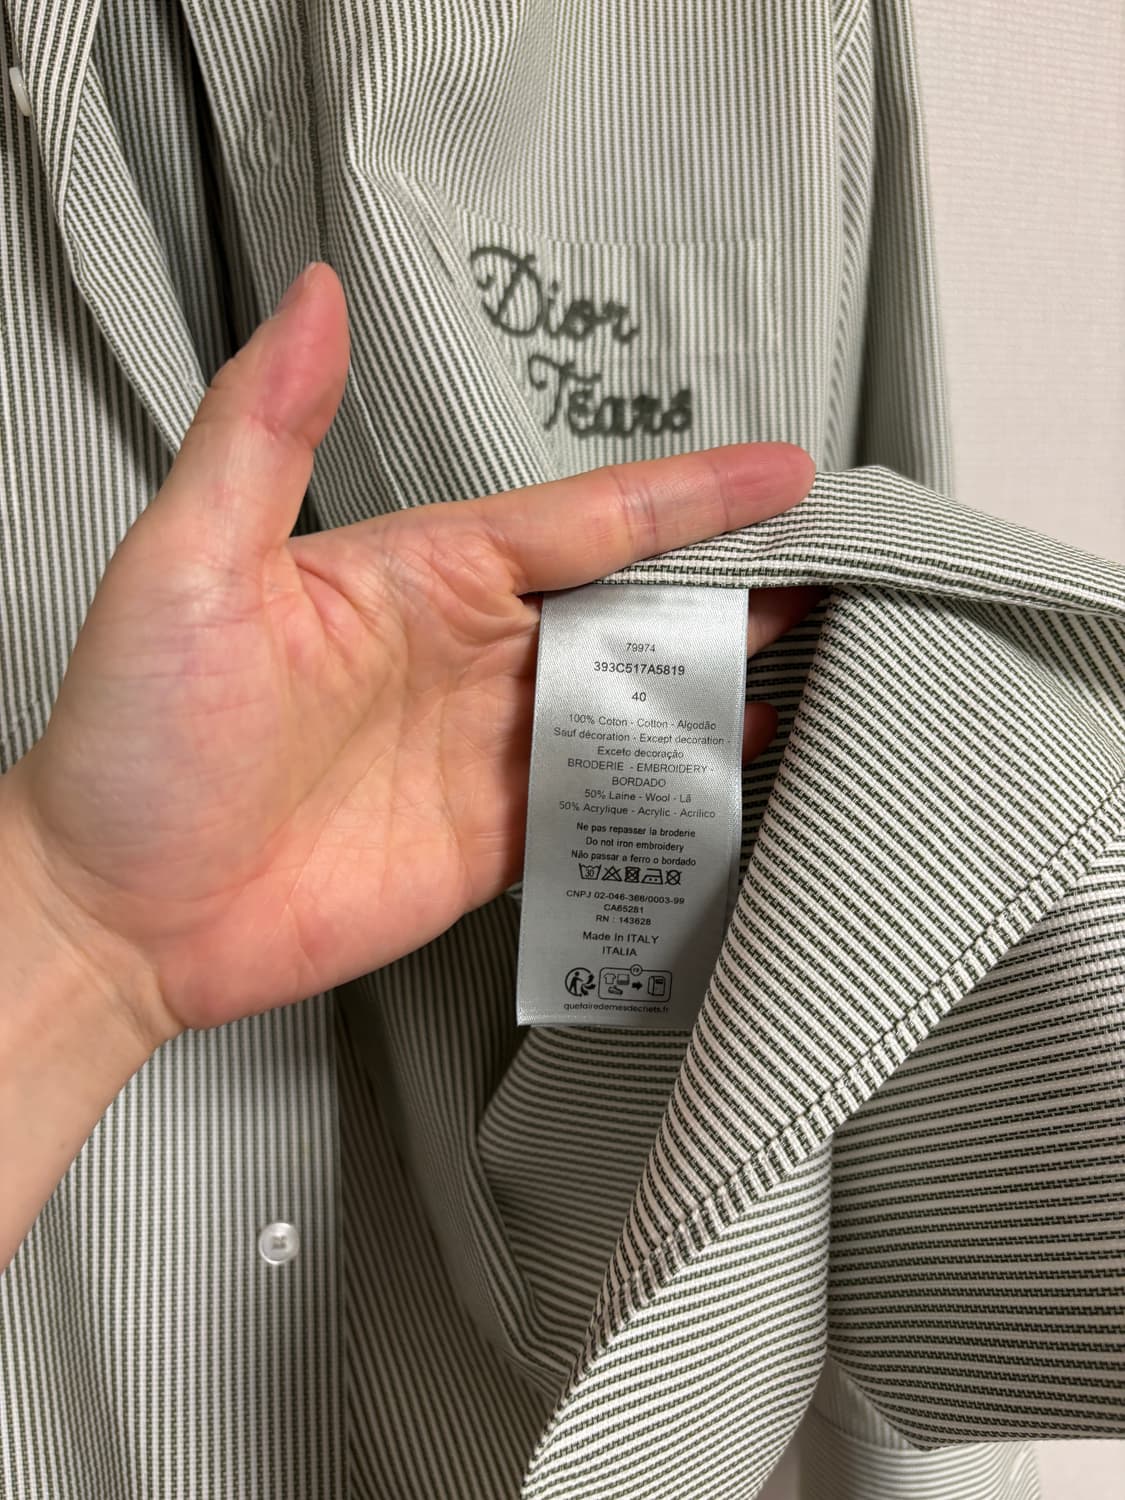 Dior
Tears
79974
393C517A5819
40
100% Coton - Cotton - Algodão
Sauf décoration - Except decoration -
Exceto decoração
BRODERIE - EMBROIDERY -
BORDADO
50% Laine - Wool - Lã
50% Acrylique - Acrylic - Acrílico
Ne pas repasser la broderie
Do not iron embroidery
Não passar a ferro o bordado
30
CNPJ 02-046-366/0003-99
CA65281
RN : 143628
Made in ITALY
ITALIA
FR
quefairedemesdechets.fr